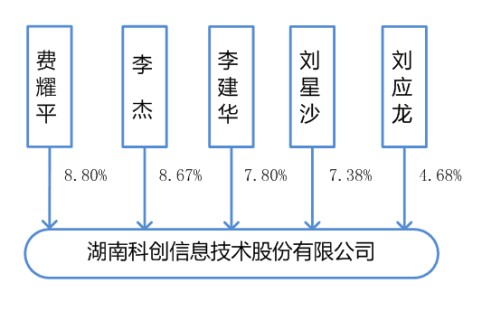 费耀平
李杰
李建华
刘星沙
刘应龙
8.80%
8.67%
7.80%
7.38%
4.68%
湖南科创信息技术股份有限公司